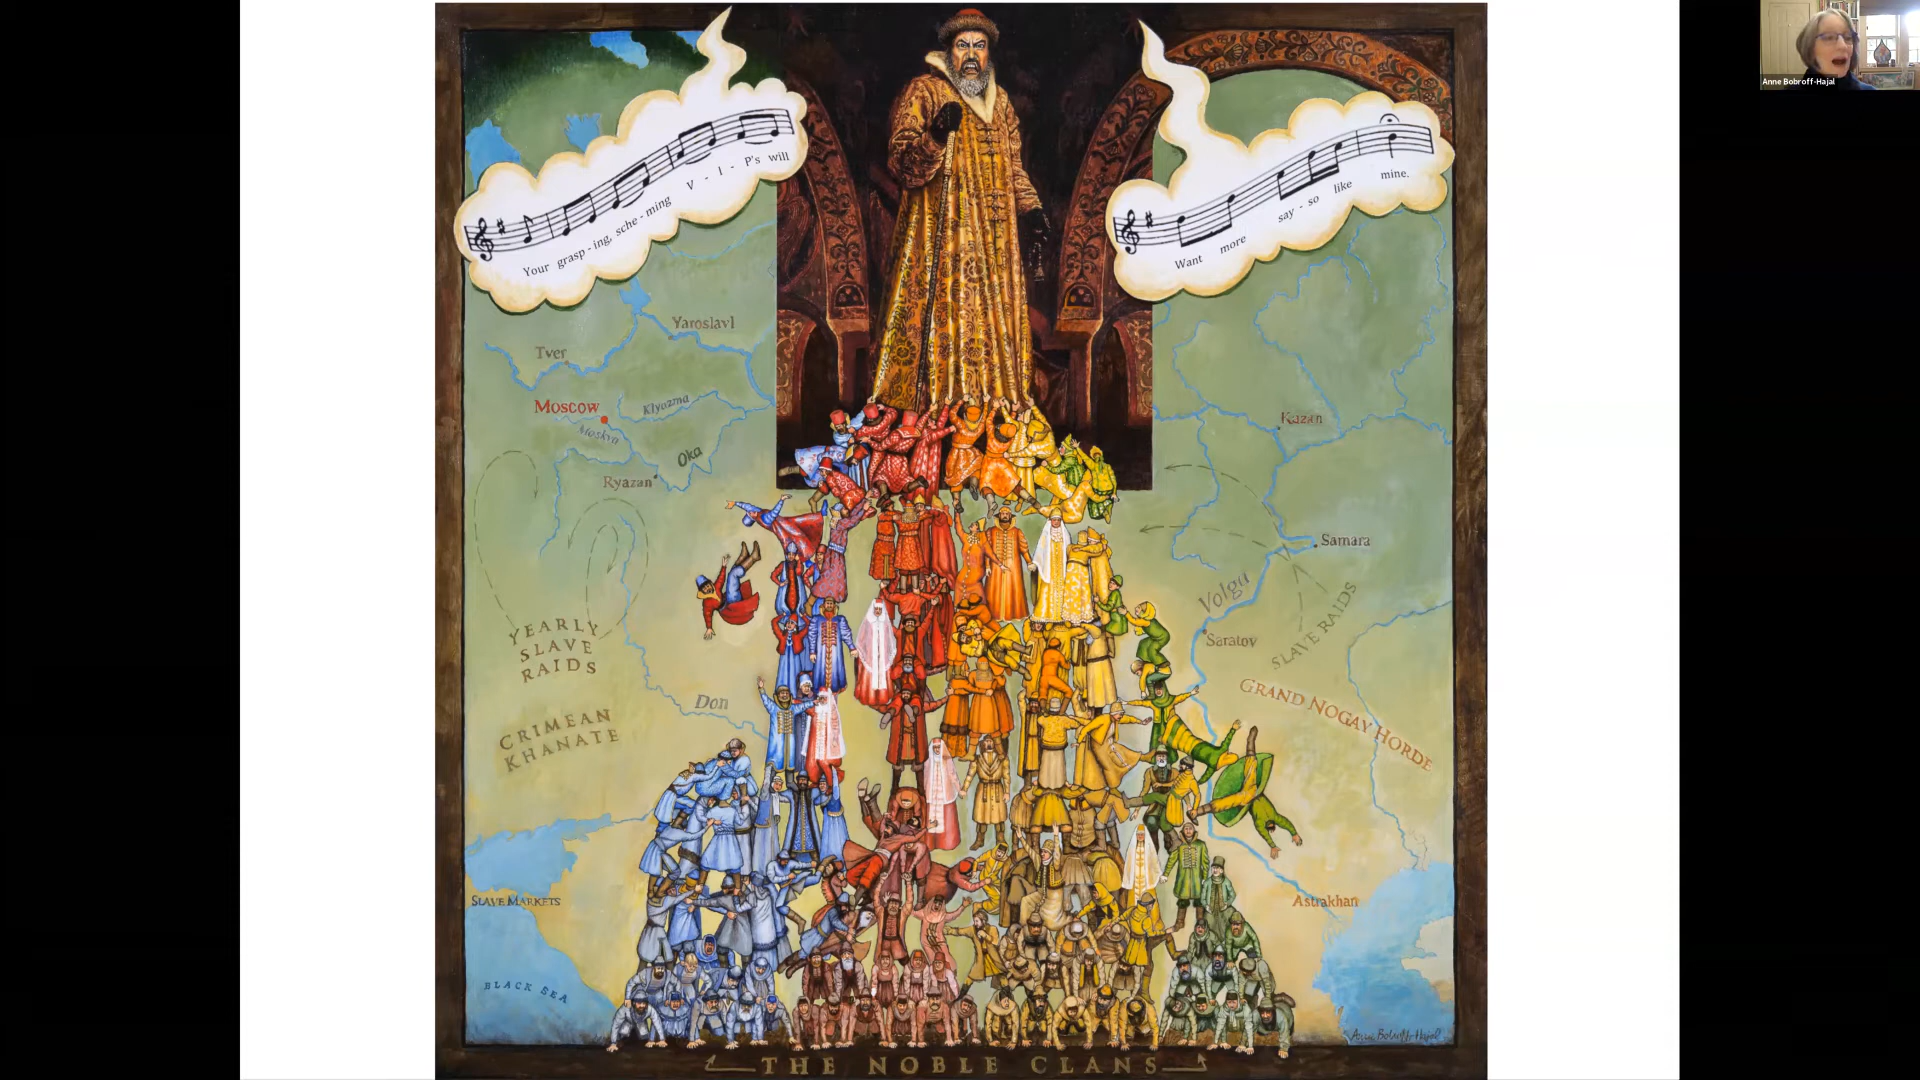 Anne Bobroff-Hajal
Your grasp - ing, sche - ming V - I - P's will
Want more say - so like mine.
Yaroslavl
Tver
Moscow
Klyazma
Moskva
Oka
Ryazan
Kazan
Samara
Volga
Saratov
SLAVE RAIDS
YEARLY
SLAVE
RAIDS
GRAND NOGAY HORDE
Don
CRIMEAN
KHANATE
SLAVE MARKETS
Astrakhan
BLACK SEA
Anne Bobroff-Hajal
THE NOBLE CLANS